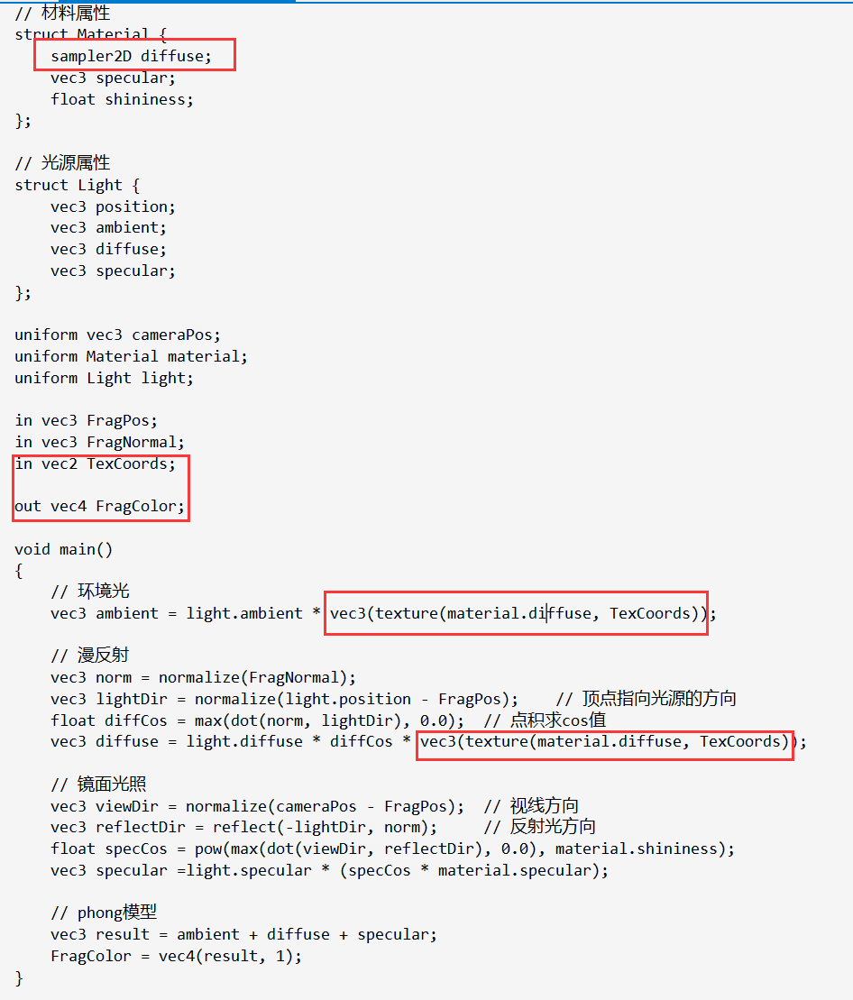 // 材料属性
struct Material {
    sampler2D diffuse;
    vec3 specular;
    float shininess;
};

// 光源属性
struct Light {
    vec3 position;
    vec3 ambient;
    vec3 diffuse;
    vec3 specular;
};

uniform vec3 cameraPos;
uniform Material material;
uniform Light light;

in vec3 FragPos;
in vec3 FragNormal;
in vec2 TexCoords;

out vec4 FragColor;

void main()
{
    // 环境光
    vec3 ambient = light.ambient * vec3(texture(material.diffuse, TexCoords));

    // 漫反射
    vec3 norm = normalize(FragNormal);
    vec3 lightDir = normalize(light.position - FragPos);    // 顶点指向光源的方向
    float diffCos = max(dot(norm, lightDir), 0.0);  // 点积求cos值
    vec3 diffuse = light.diffuse * diffCos * vec3(texture(material.diffuse, TexCoords));

    // 镜面光照
    vec3 viewDir = normalize(cameraPos - FragPos);  // 视线方向
    vec3 reflectDir = reflect(-lightDir, norm);     // 反射光方向
    float specCos = pow(max(dot(viewDir, reflectDir), 0.0), material.shininess);
    vec3 specular =light.specular * (specCos * material.specular);

    // phong模型
    vec3 result = ambient + diffuse + specular;
    FragColor = vec4(result, 1);
}